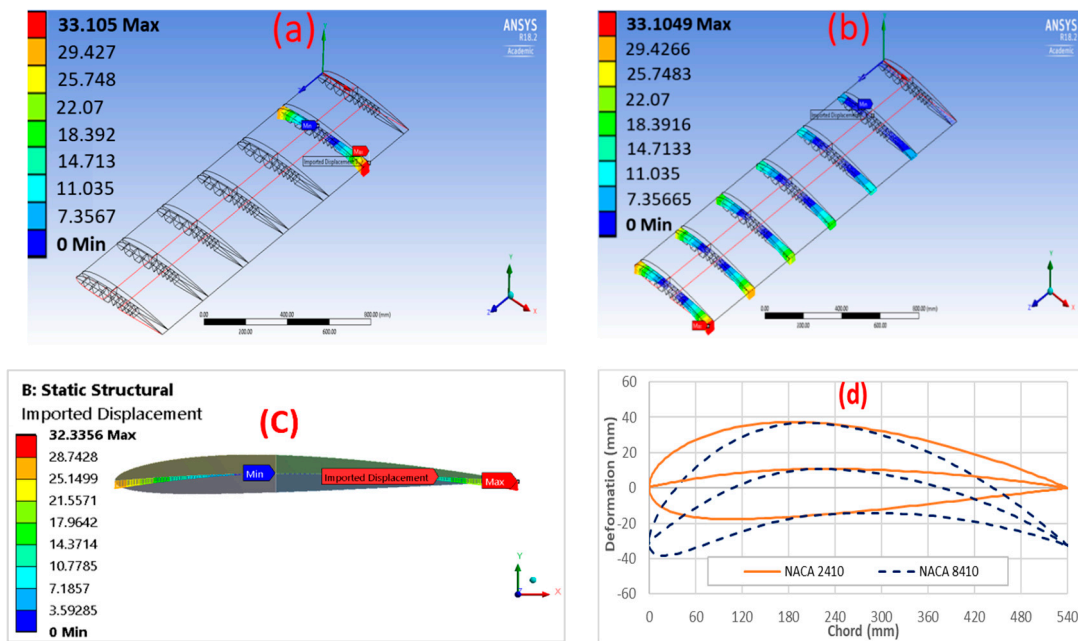 33.105 Max
29.427
25.748
22.07
18.392
14.713
11.035
7.3567
0 Min
(a)
ANSYS
R18.2
Academic
Y
Min
Max
Imported Displacement
0.00
400.00
800.00 (mm)
200.00
600.00
Y
Z
X
33.1049 Max
29.4266
25.7483
22.07
18.3916
14.7133
11.035
7.35665
0 Min
(b)
ANSYS
R18.2
Academic
Y
Min
Imported Displacement
Max
0.00
400.00
800.00 (mm)
200.00
600.00
Y
Z
X
B: Static Structural
Imported Displacement
32.3356 Max
28.7428
25.1499
21.5571
17.9642
14.3714
10.7785
7.1857
3.59285
0 Min
(C)
Min
Imported Displacement
Max
Y
Z
X
(d)
Deformation (mm)
60
40
20
0
-20
-40
-60
NACA 2410
NACA 8410
0 60 120 180 240 300 360 420 480 540
Chord (mm)